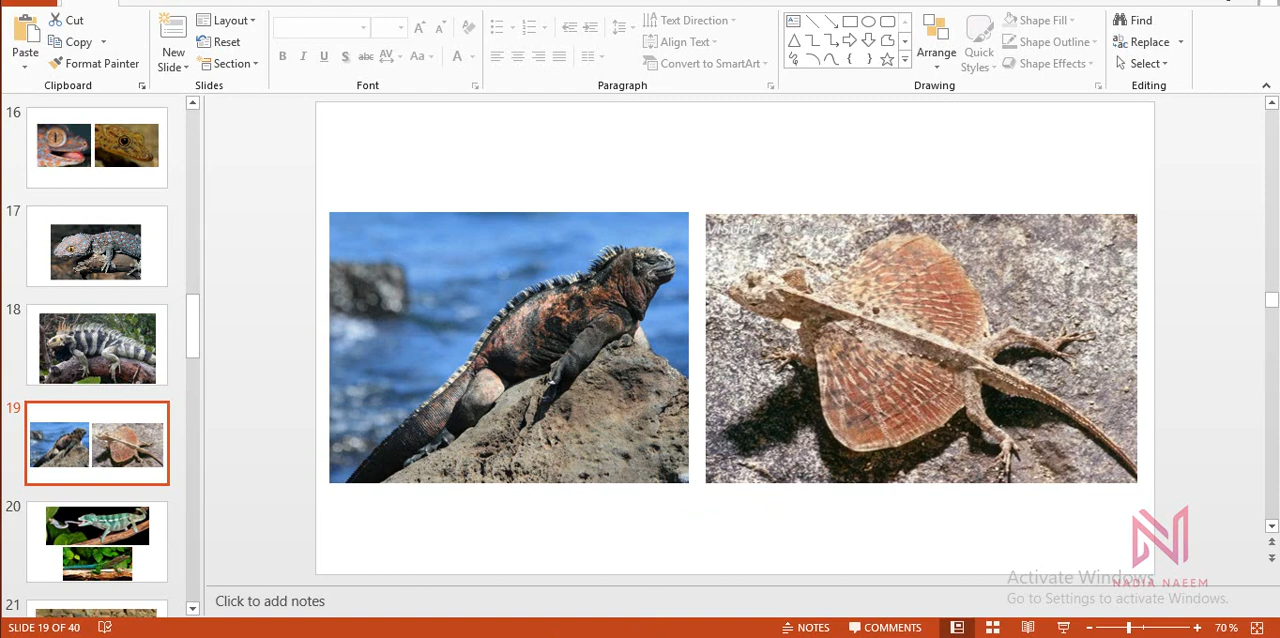 Cut
Copy
Format Painter
Paste
Clipboard
New
Slide
Layout
Reset
Section
Slides
B I U S abc AV Aa A
Font
Text Direction
Align Text
Convert to SmartArt
Paragraph
Arrange
Quick
Styles
Shape Fill
Shape Outline
Shape Effects
Drawing
Find
Replace
Select
Editing
16
17
18
19
20
21
NADIA NAEEM
Activate Windows
Go to Settings to activate Windows.
Click to add notes
SLIDE 19 OF 40
NOTES
COMMENTS
70 %